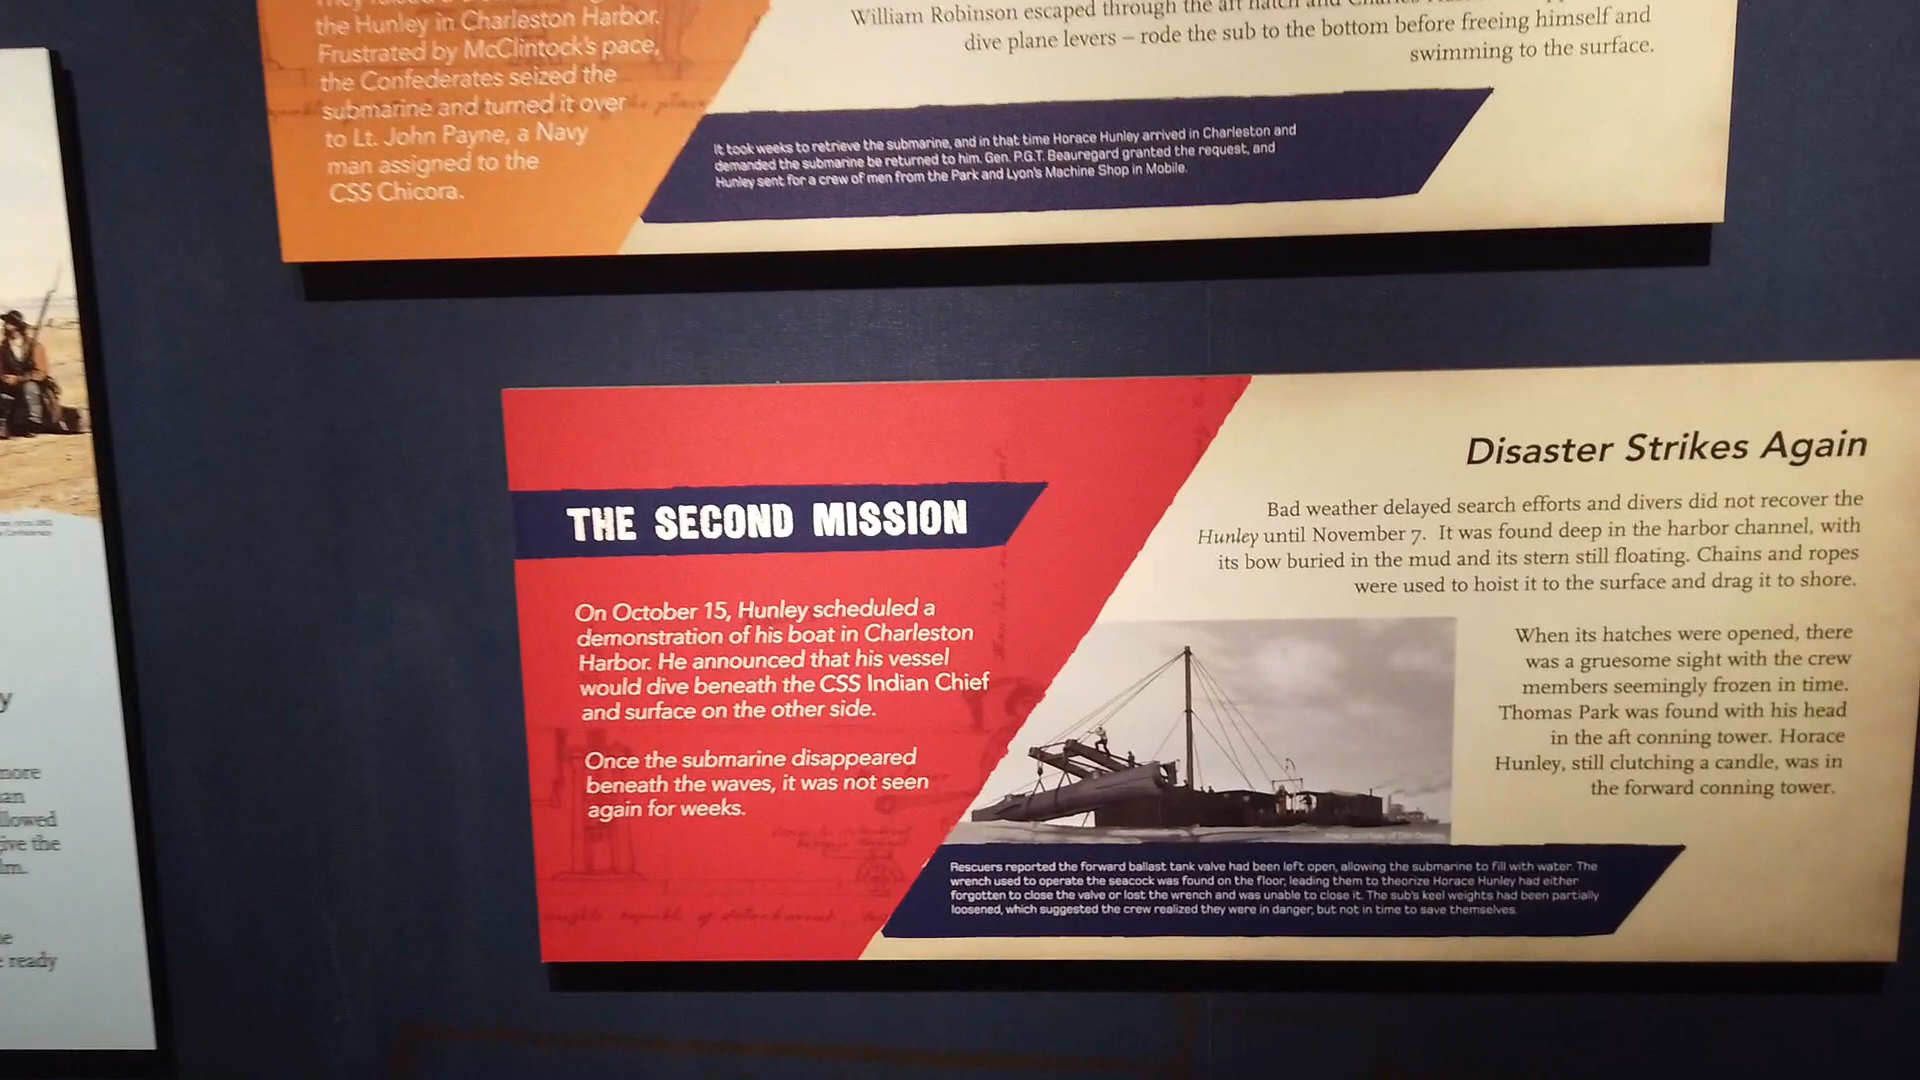 the Hunley in Charleston Harbor.
Frustrated by McClintock's pace,
the Confederates seized the
submarine and turned it over
to Lt. John Payne, a Navy
man assigned to the
CSS Chicora.
William Robinson escaped through the aft hatch and
dive plane levers – rode the sub to the bottom before freeing himself and
swimming to the surface.
It took weeks to retrieve the submarine, and in that time Horace Hunley arrived in Charleston and
demanded the submarine be returned to him. Gen. P.G.T. Beauregard granted the request, and
Hunley sent for a crew of men from the Park and Lyon's Machine Shop in Mobile.
THE SECOND MISSION
On October 15, Hunley scheduled a
demonstration of his boat in Charleston
Harbor. He announced that his vessel
would dive beneath the CSS Indian Chief
and surface on the other side.
Once the submarine disappeared
beneath the waves, it was not seen
again for weeks.
Disaster Strikes Again
Bad weather delayed search efforts and divers did not recover the
Hunley until November 7. It was found deep in the harbor channel, with
its bow buried in the mud and its stern still floating. Chains and ropes
were used to hoist it to the surface and drag it to shore.
When its hatches were opened, there
was a gruesome sight with the crew
members seemingly frozen in time.
Thomas Park was found with his head
in the aft conning tower. Horace
Hunley, still clutching a candle, was in
the forward conning tower.
Rescuers reported the forward ballast tank valve had been left open, allowing the submarine to fill with water. The
wrench used to operate the seacock was found on the floor, leading them to theorize Horace Hunley had either
forgotten to close the valve or lost the wrench and was unable to close it. The sub's keel weights had been partially
loosened, which suggested the crew realized they were in danger, but not in time to save themselves.
the
ready